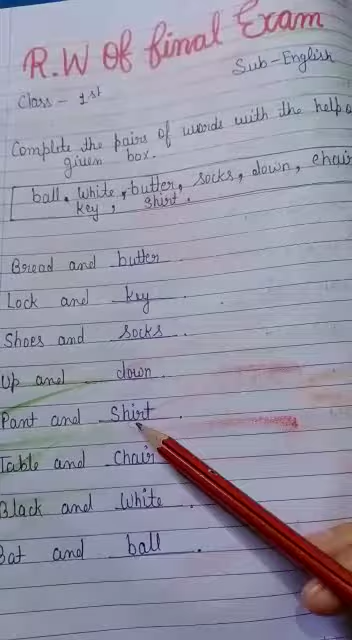 R.W Of final Exam
Sub-English
Class - 1st
Complete the pairs of words with the help o
given box.
ball, white, butter, socks, down, chair
key, shirt.
Bread and butter
Lock and key
Shoes and socks.
Up and down
Pant and Shirt.
Table and Chair
Black and White.
Bat and ball.